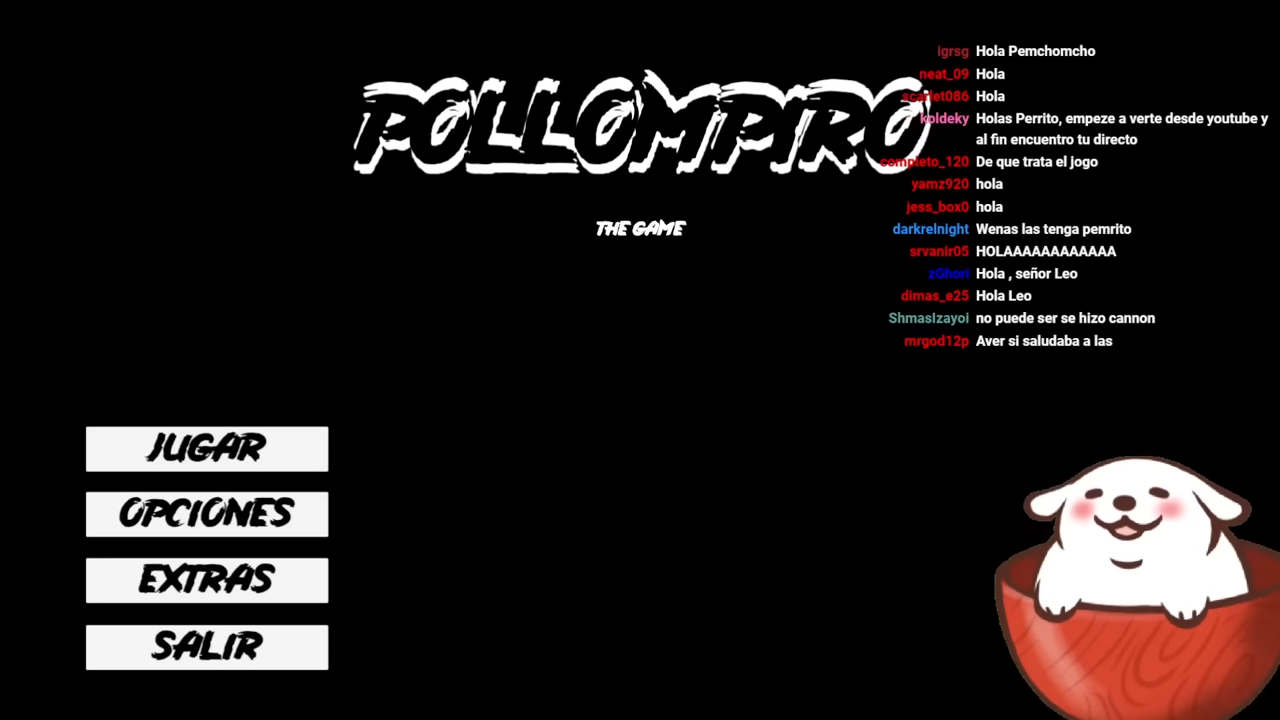 POLLOMPIRO
THE GAME
JUGAR
OPCIONES
EXTRAS
SALIR
lgrsg Hola Pemchomcho
neat_09 Hola
scarlet086 Hola
koldeky Holas Perrito, empeze a verte desde youtube y
al fin encuentro tu directo
completo_120 De que trata el jogo
yamz920 hola
jess_box0 hola
darkrelnight Wenas las tenga pemrito
srvanir05 HOLAAAAAAAAAAAA
zGhori Hola , señor Leo
dimas_e25 Hola Leo
ShmasIzayoi no puede ser se hizo cannon
mrgod12p Aver si saludaba a las